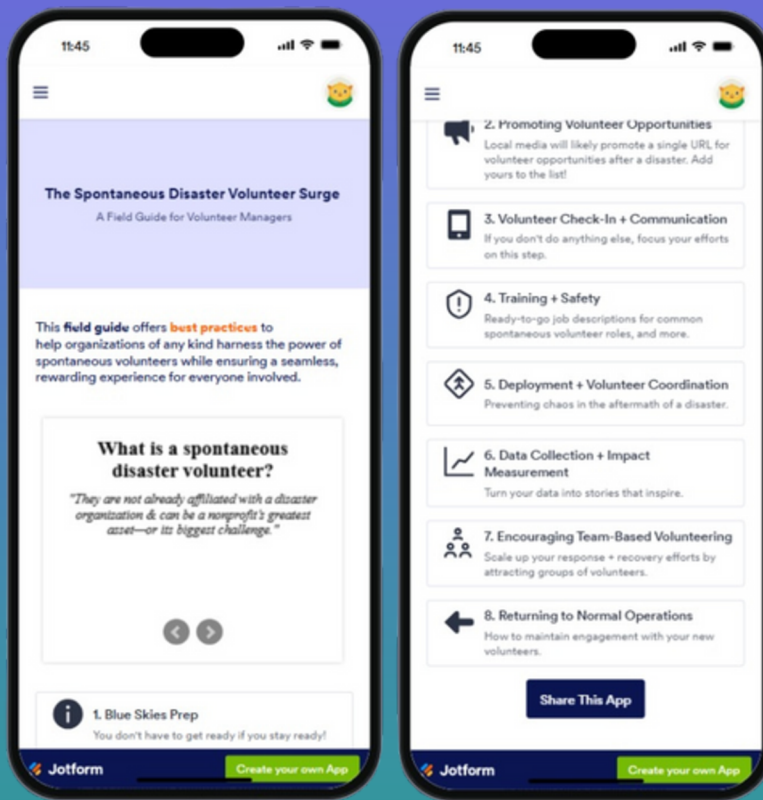 11:45
The Spontaneous Disaster Volunteer Surge
A Field Guide for Volunteer Managers
This field guide offers best practices to
help organizations of any kind harness the power of
spontaneous volunteers while ensuring a seamless,
rewarding experience for everyone involved.
What is a spontaneous
disaster volunteer?
"They are not already affiliated with a disaster
organization & can be a nonprofit's greatest
asset—or its biggest challenge."
1. Blue Skies Prep
You don't have to get ready if you stay ready!
Jotform
Create your own App
11:45
2. Promoting Volunteer Opportunities
Local media will likely promote a single URL for
volunteer opportunities after a disaster. Add
yours to the list!
3. Volunteer Check-In + Communication
If you don't do anything else, focus your efforts
on this step.
4. Training + Safety
Ready-to-go job descriptions for common
spontaneous volunteer roles, and more.
5. Deployment + Volunteer Coordination
Preventing chaos in the aftermath of a disaster.
6. Data Collection + Impact
Measurement
Turn your data into stories that inspire.
7. Encouraging Team-Based Volunteering
Scale up your response + recovery efforts by
attracting groups of volunteers.
8. Returning to Normal Operations
How to maintain engagement with your new
volunteers.
Share This App
Jotform
Create your own App